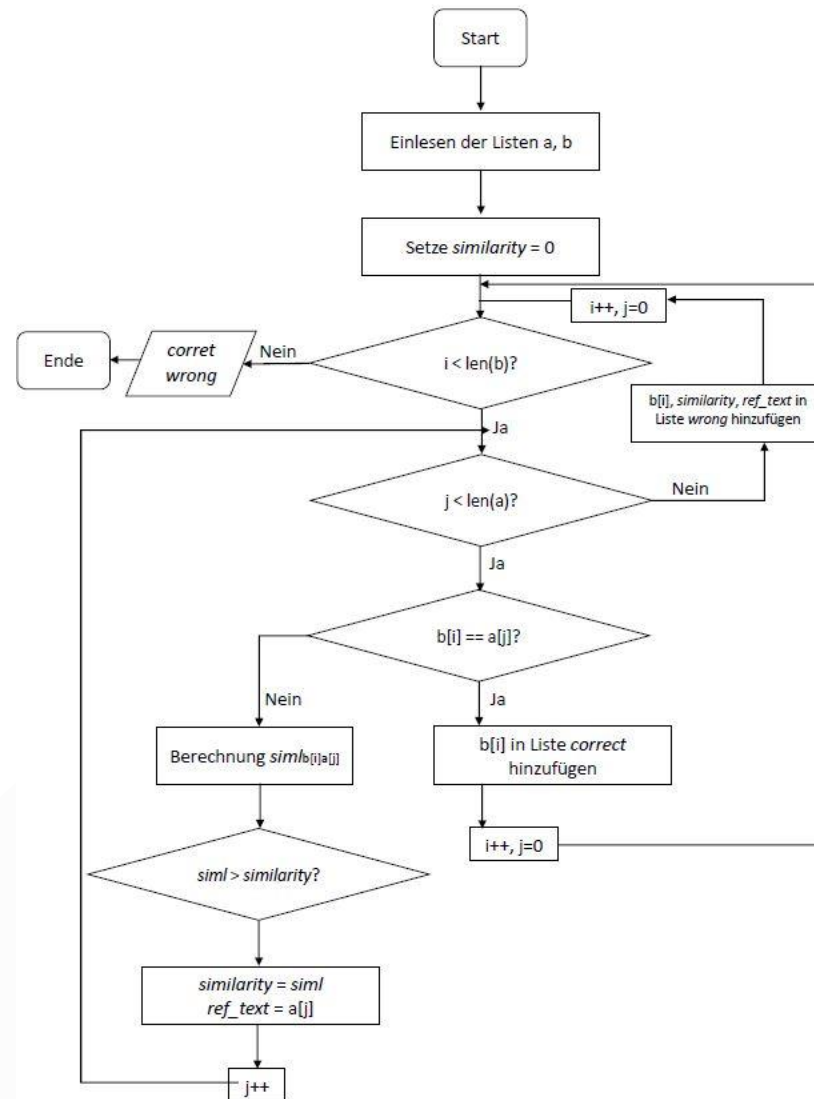 Start
Einlesen der Listen a, b
Setze similarity = 0
i++, j=0
i < len(b)?
Nein
corret
wrong
Ende
b[i], similarity, ref_text in
Liste wrong hinzufügen
Ja
j < len(a)?
Nein
Ja
b[i] == a[j]?
Nein
Ja
Berechnung simlb[i]a[j]
b[i] in Liste correct
hinzufügen
i++, j=0
siml > similarity?
similarity = siml
ref_text = a[j]
j++